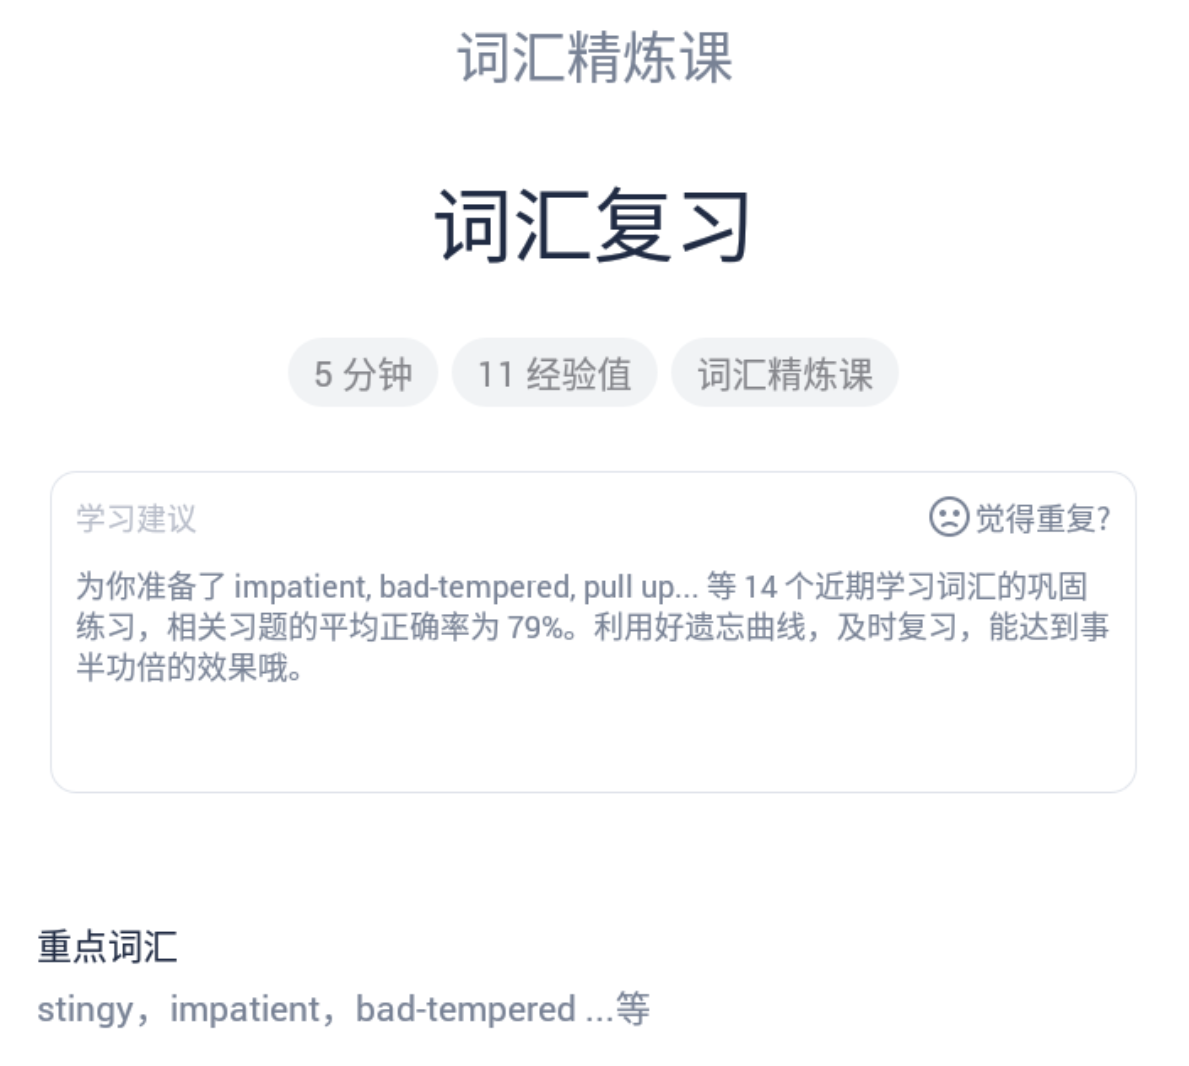 词汇精炼课
词汇复习
5 分钟 11 经验值 词汇精炼课
学习建议 觉得重复?
为你准备了 impatient, bad-tempered, pull up... 等 14 个近期学习词汇的巩固
练习，相关习题的平均正确率为 79%。利用好遗忘曲线，及时复习，能达到事
半功倍的效果哦。
重点词汇
stingy，impatient，bad-tempered ...等